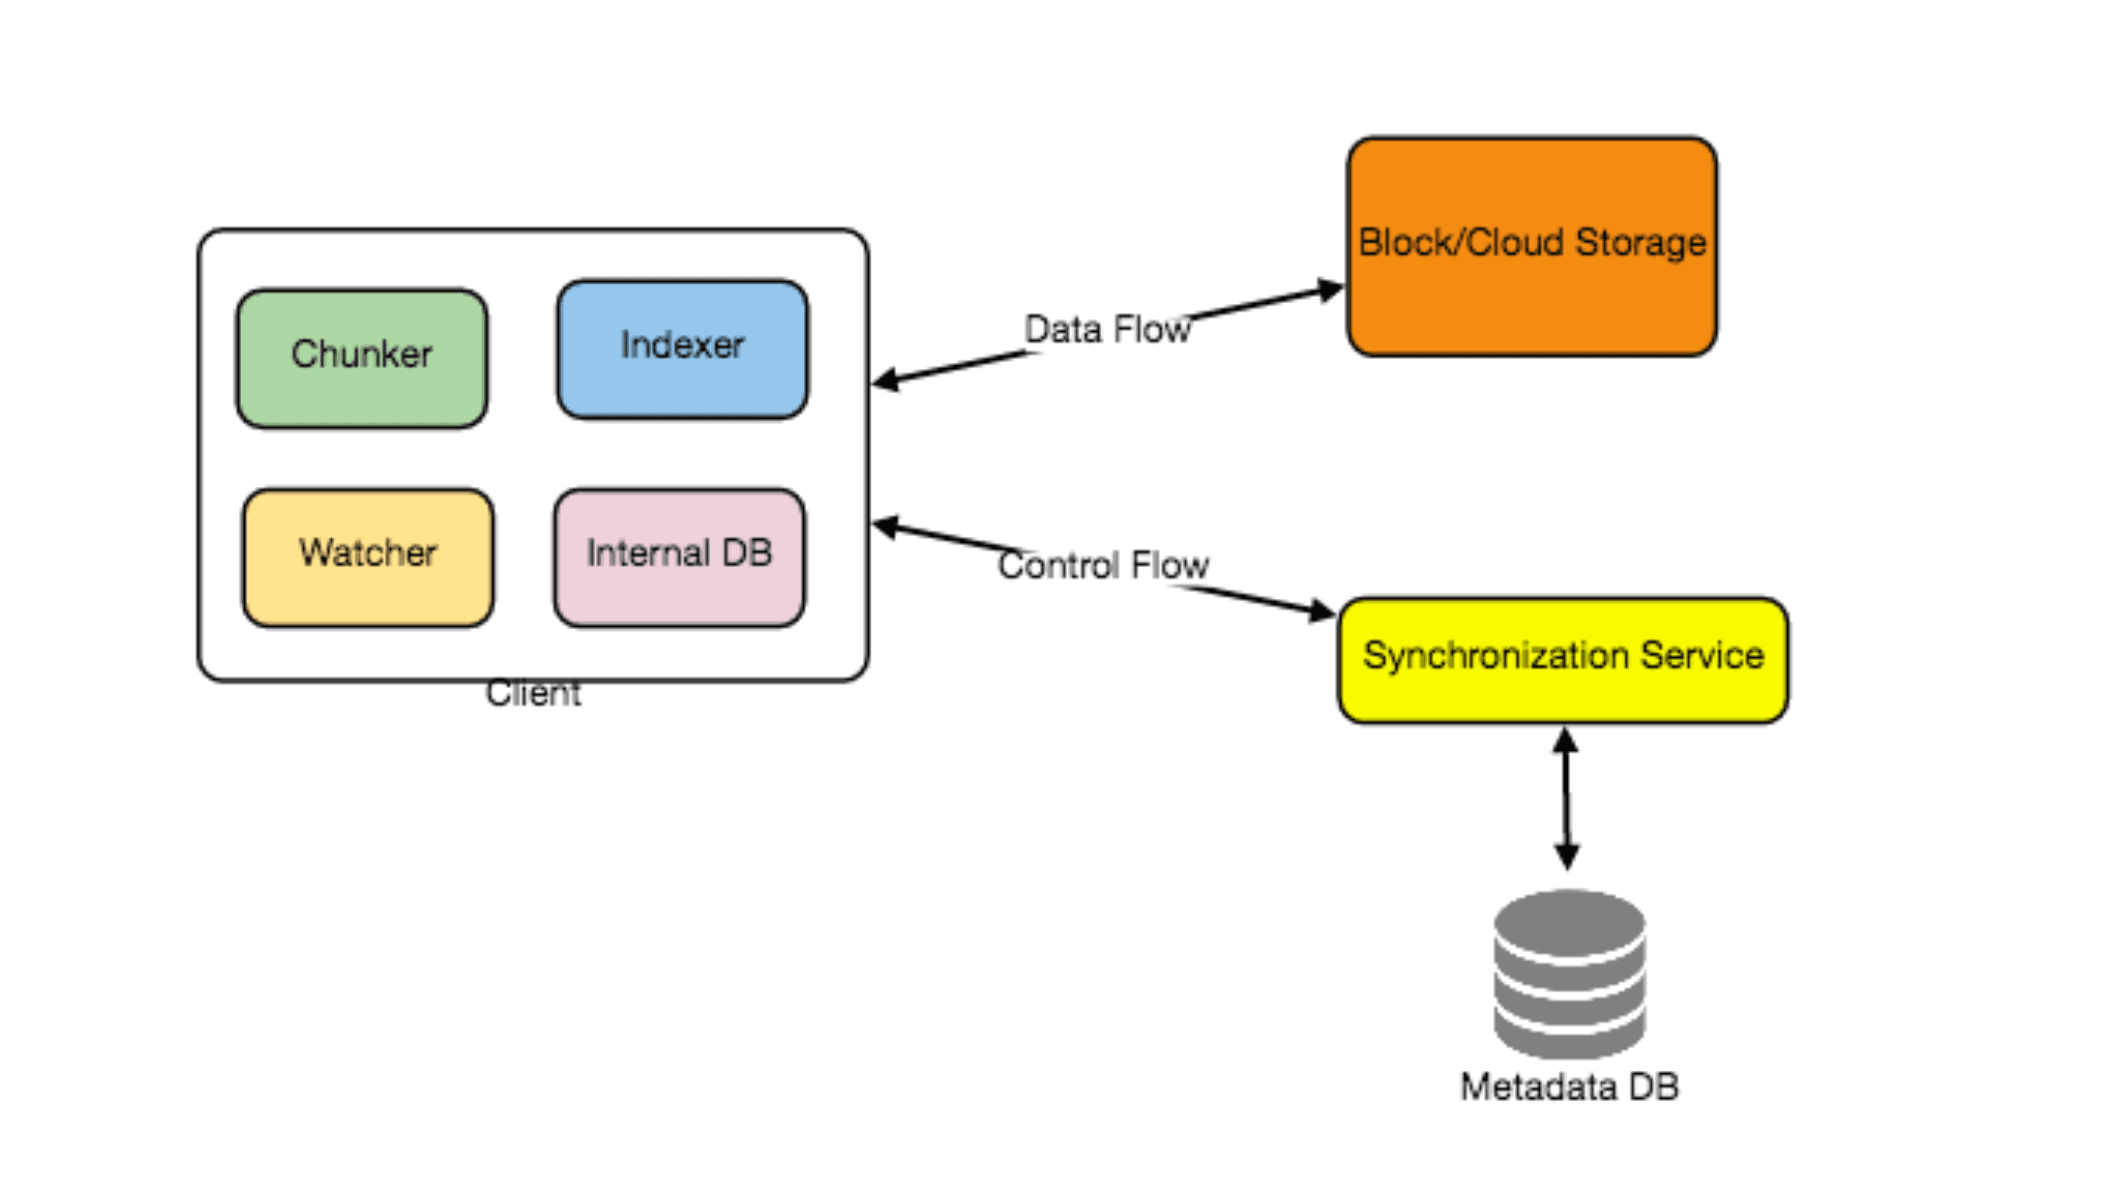 Block/Cloud Storage
Data Flow
Chunker
Indexer
Watcher
Internal DB
Client
Control Flow
Synchronization Service
Metadata DB